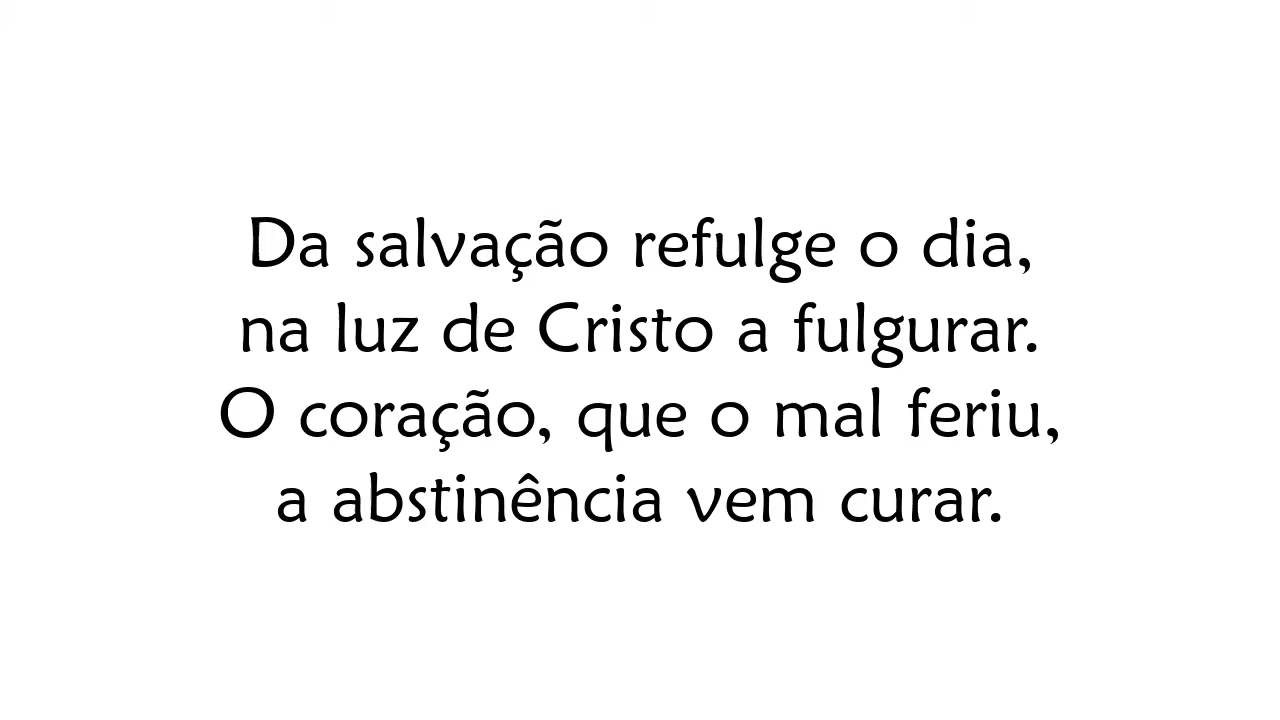 Da salvação refulge o dia,
na luz de Cristo a fulgurar.
O coração, que o mal feriu,
a abstinência vem curar.